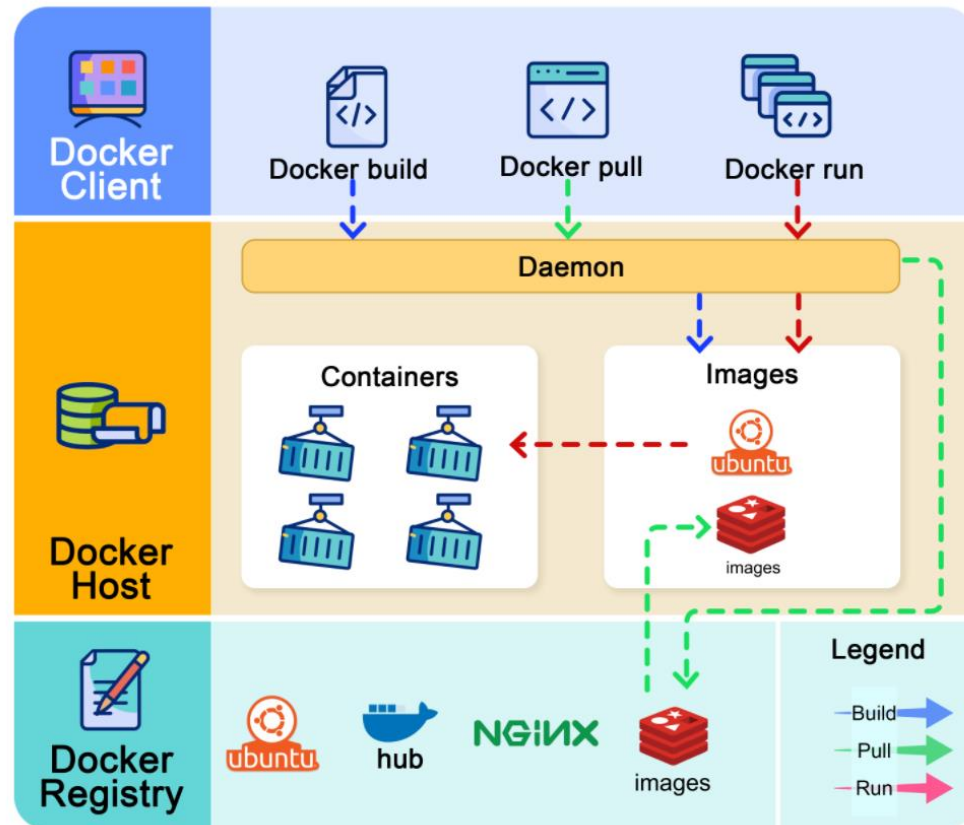 Docker
Client
Docker build
Docker pull
Docker run
Docker
Host
Daemon
Containers
Images
ubuntu
images
Docker
Registry
ubuntu
hub
NGINX
images
Legend
Build
Pull
Run